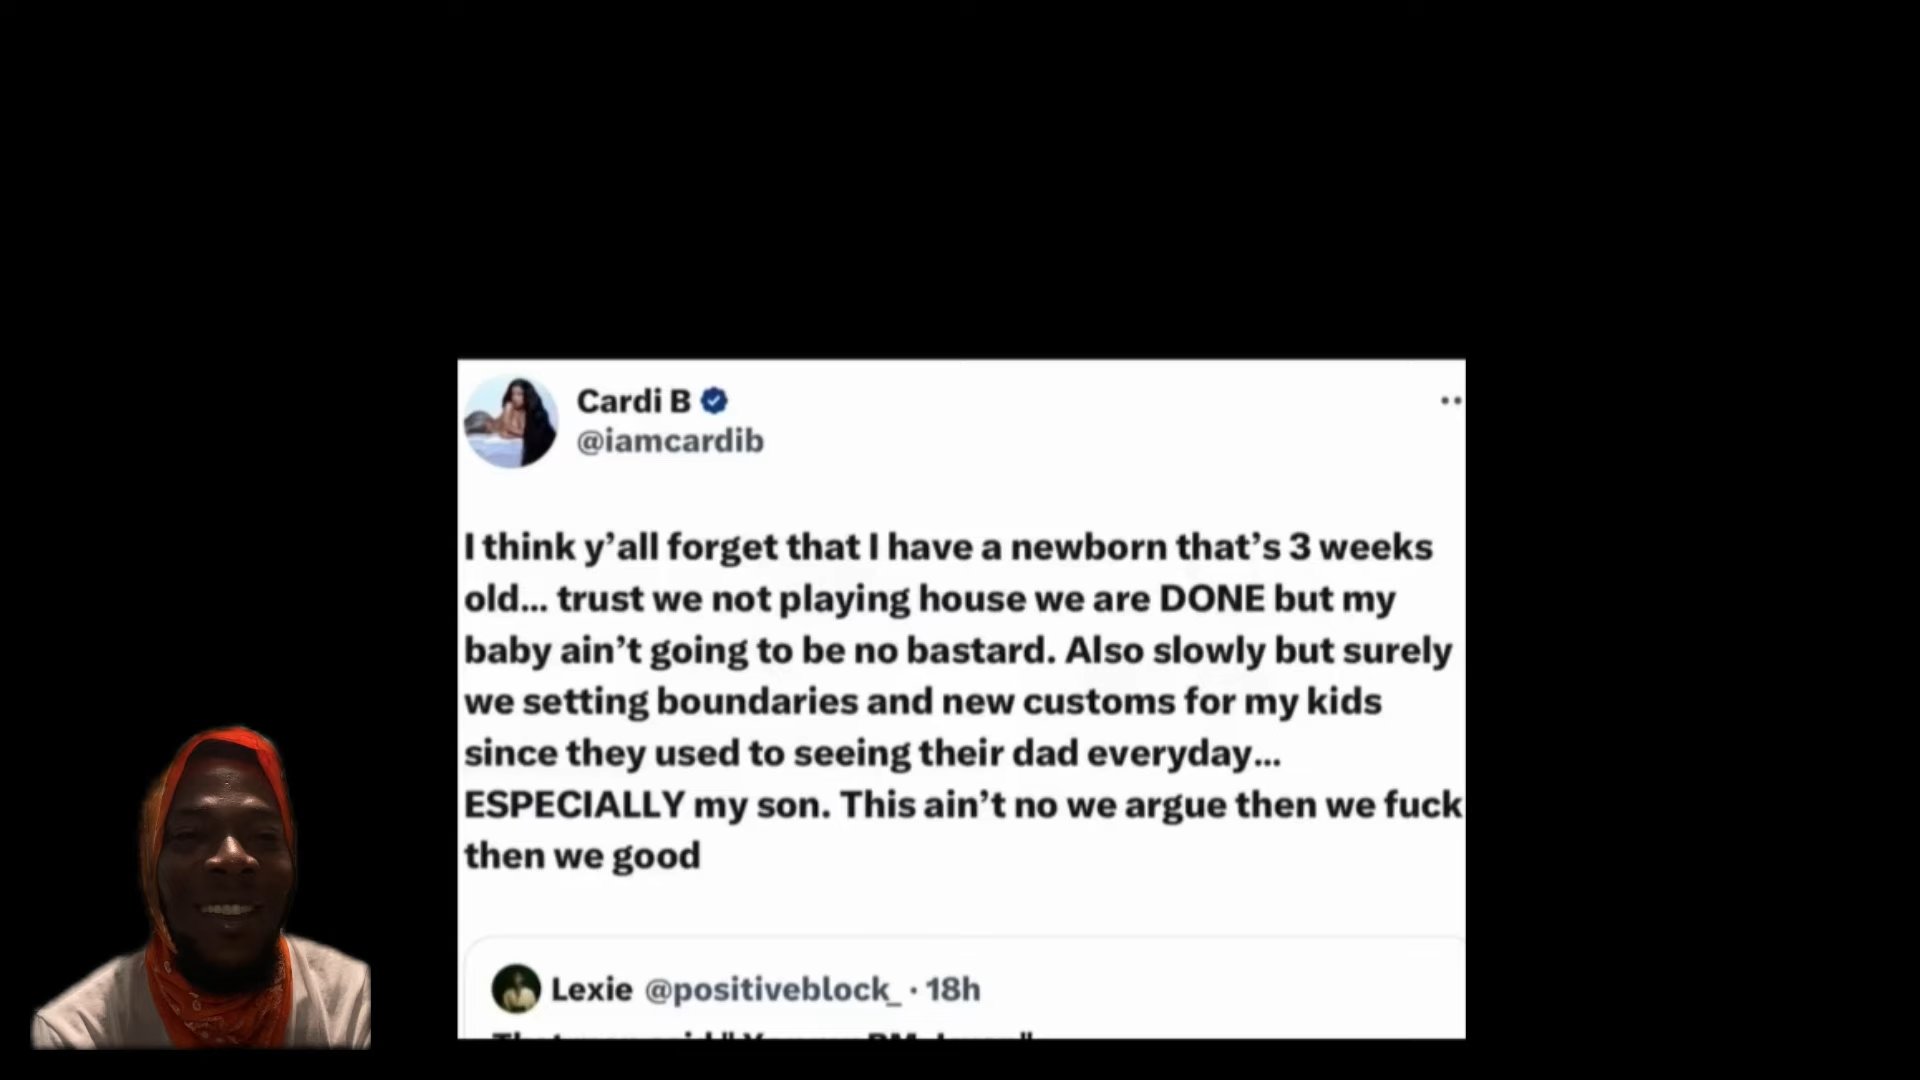 Cardi B
@iamcardib
I think y’all forget that I have a newborn that’s 3 weeks
old... trust we not playing house we are DONE but my
baby ain’t going to be no bastard. Also slowly but surely
we setting boundaries and new customs for my kids
since they used to seeing their dad everyday...
ESPECIALLY my son. This ain’t no we argue then we fuck
then we good
Lexie @positiveblock_ · 18h